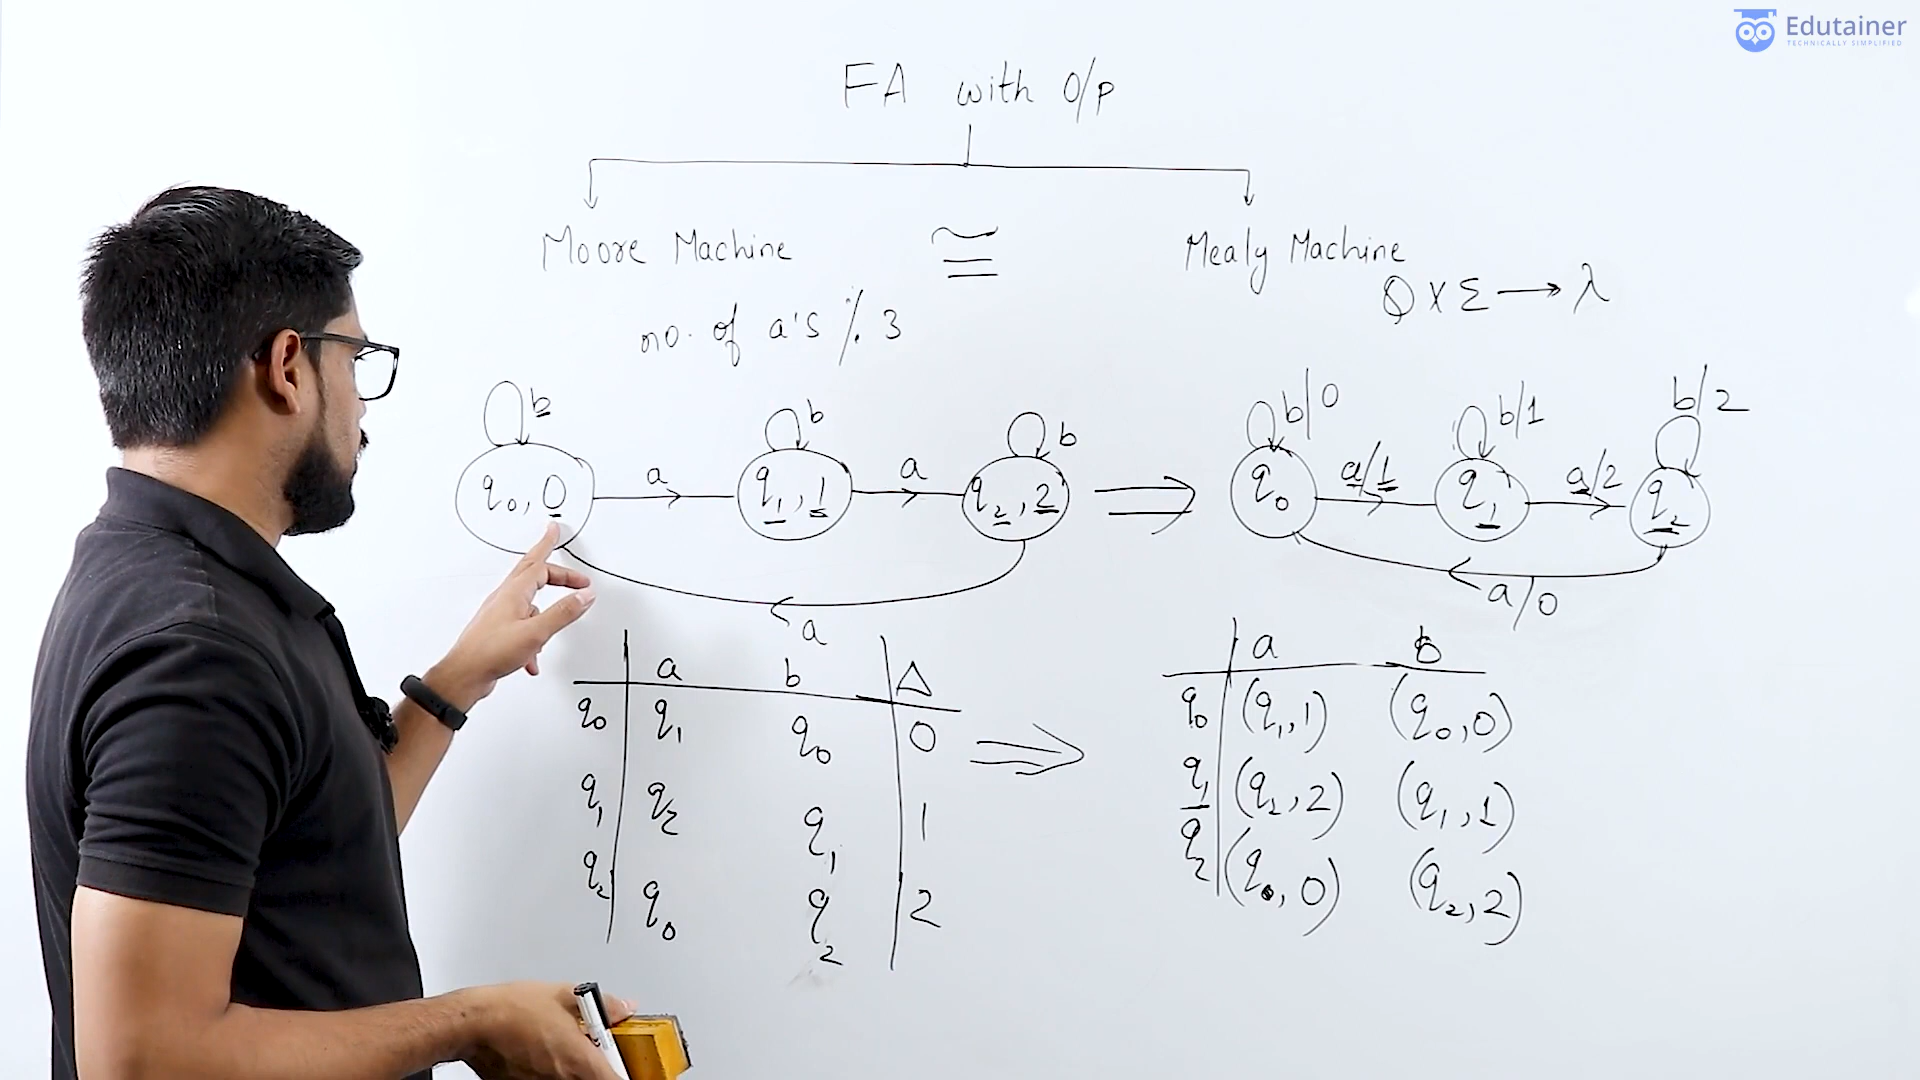 Edutainer
TECHNICALLY SIMPLIFIED
FA with O/P
Moore Machine ≅ Mealy Machine
Q × Σ → λ
no. of a's % 3
b b b b/0 b/1 b/2
q₀, 0 a q₁, 1 a q₂, 2 ⇒ q₀ a/1 q₁ a/2 q₂
a a/0
a b Δ
q₀ q₁ q₀ 0
q₁ q₂ q₁ 1
q₂ q₀ q₂ 2
⇒
a b
q₀ (q₁, 1) (q₀, 0)
q₁ (q₂, 2) (q₁, 1)
q₂ (q₀, 0) (q₂, 2)